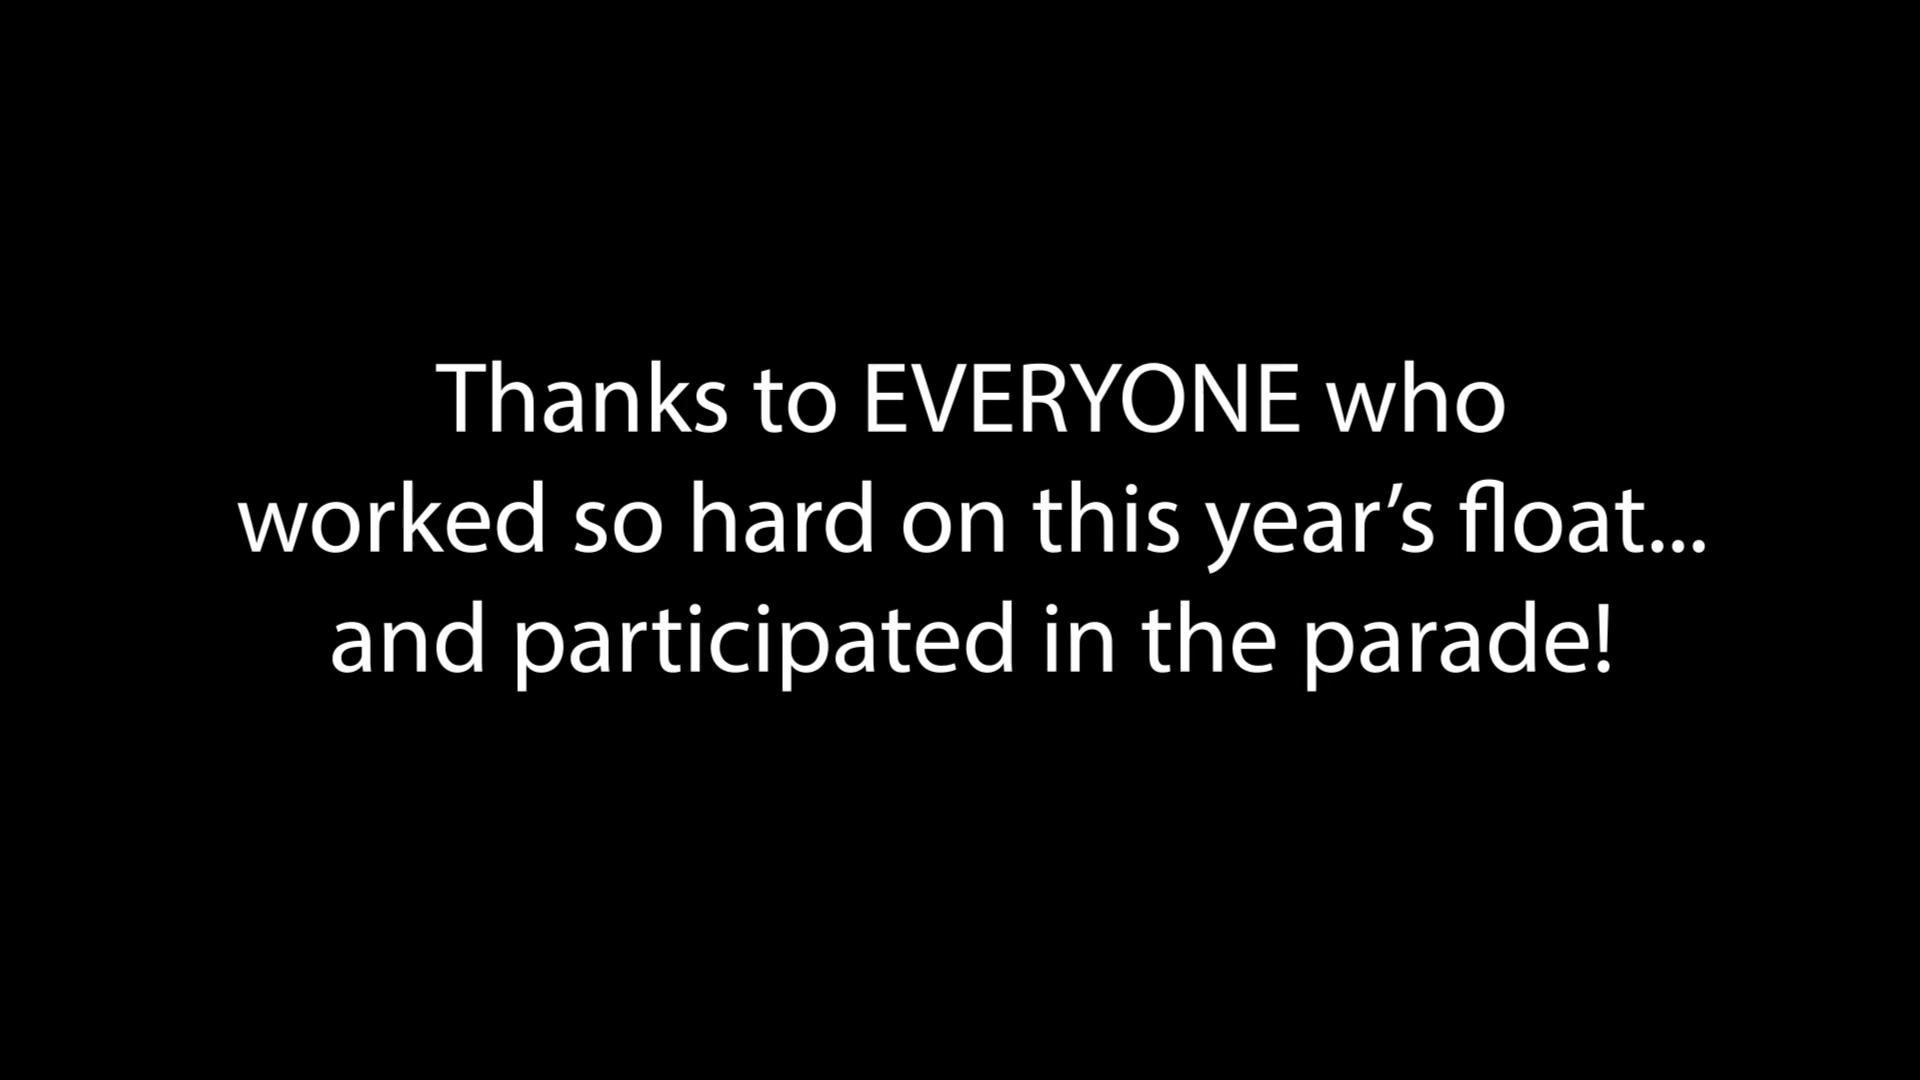 Thanks to EVERYONE who
worked so hard on this year’s float...
and participated in the parade!